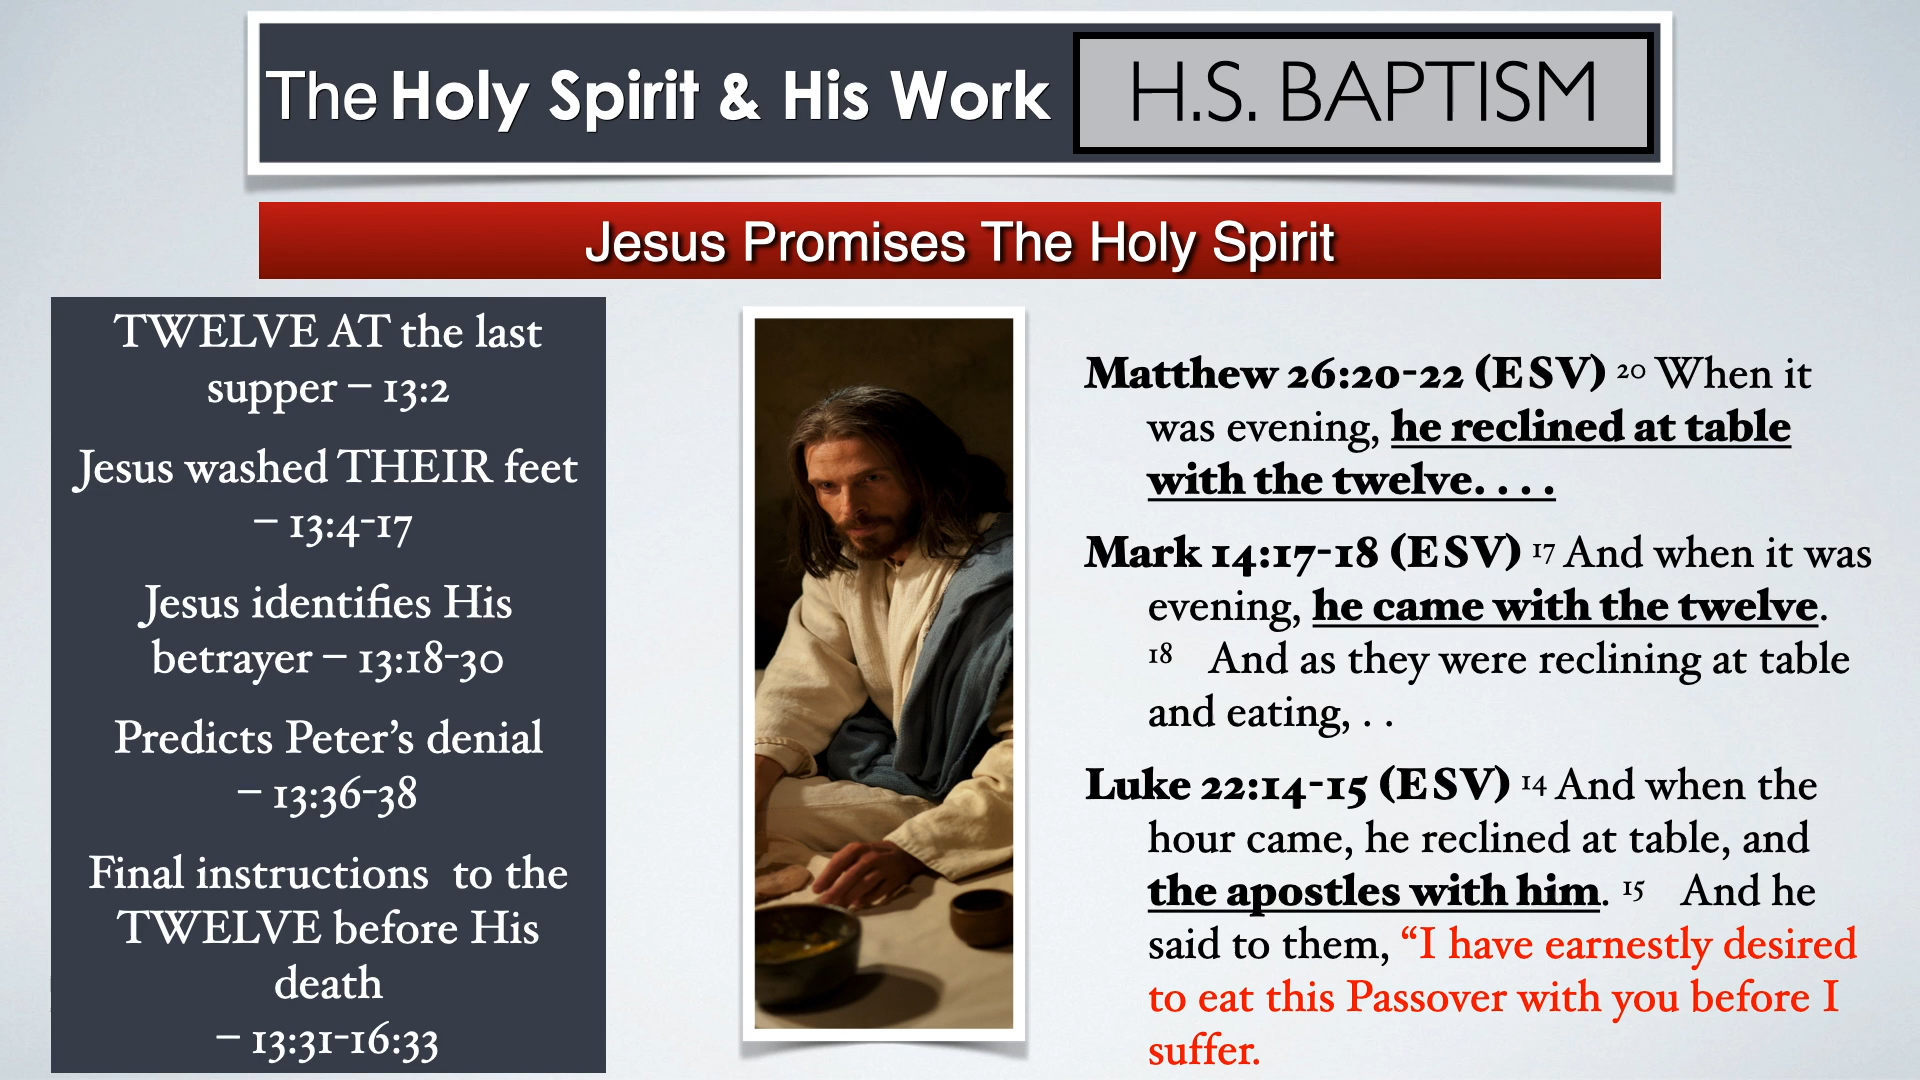 The Holy Spirit & His Work
H.S. BAPTISM
Jesus Promises The Holy Spirit
TWELVE AT the last
supper – 13:2
Jesus washed THEIR feet
– 13:4-17
Jesus identifies His
betrayer – 13:18-30
Predicts Peter’s denial
– 13:36-38
Final instructions  to the
TWELVE before His
death
– 13:31-16:33
Matthew 26:20-22 (ESV) 20 When it
was evening, he reclined at table
with the twelve. . . .
Mark 14:17-18 (ESV) 17 And when it was
evening, he came with the twelve.
18 And as they were reclining at table
and eating, . .
Luke 22:14-15 (ESV) 14 And when the
hour came, he reclined at table, and
the apostles with him. 15 And he
said to them, “I have earnestly desired
to eat this Passover with you before I
suffer.